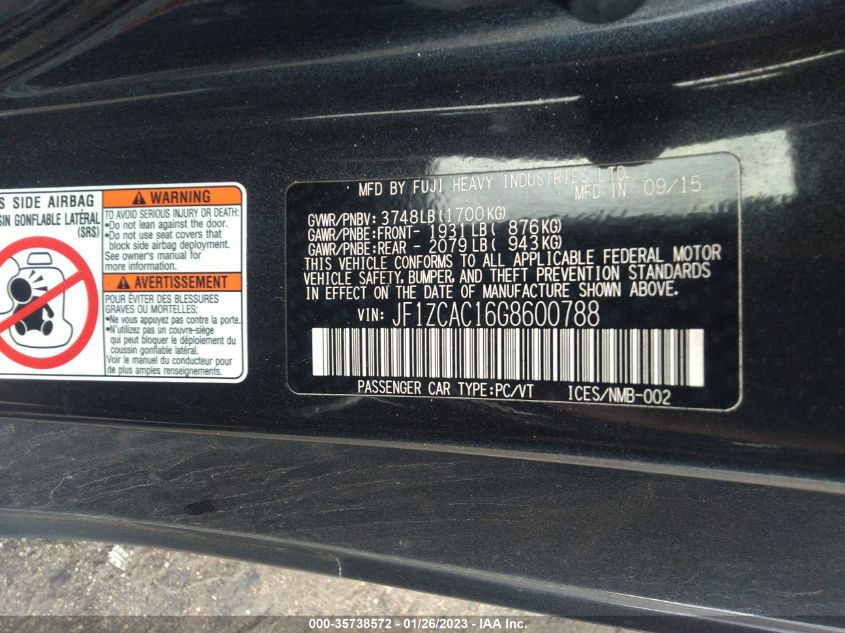 S SIDE AIRBAG
SIN GONFLABLE LATÉRAL
(SRS)
WARNING
TO AVOID SERIOUS INJURY OR DEATH:
•Do not lean against the door.
•Do not use seat covers that
block side airbag deployment.
See owner's manual for
more information.
AVERTISSEMENT
POUR ÉVITER DES BLESSURES
GRAVES OU MORTELLES:
•Ne vous appuyez pas contre la porte.
•N'utilisez pas un couvre-siège
qui peut bloquer le déploiement du
coussin gonflable latéral.
Voir le manuel du conducteur pour
de plus amples renseignements.
MFD BY FUJI HEAVY INDUSTRIES LTD.
MFD IN 09/15
GVWR/PNBV: 3748LB(1700KG)
GAWR/PNBE:FRONT- 1931LB( 876KG)
GAWR/PNBE:REAR - 2079LB( 943KG)
THIS VEHICLE CONFORMS TO ALL APPLICABLE FEDERAL MOTOR
VEHICLE SAFETY, BUMPER, AND THEFT PREVENTION STANDARDS
IN EFFECT ON THE DATE OF MANUFACTURE SHOWN ABOVE.
VIN: JF1ZCAC16G8600788
PASSENGER CAR TYPE:PC/VT ICES/NMB-002
000-35738572 - 01/26/2023 - IAA Inc.